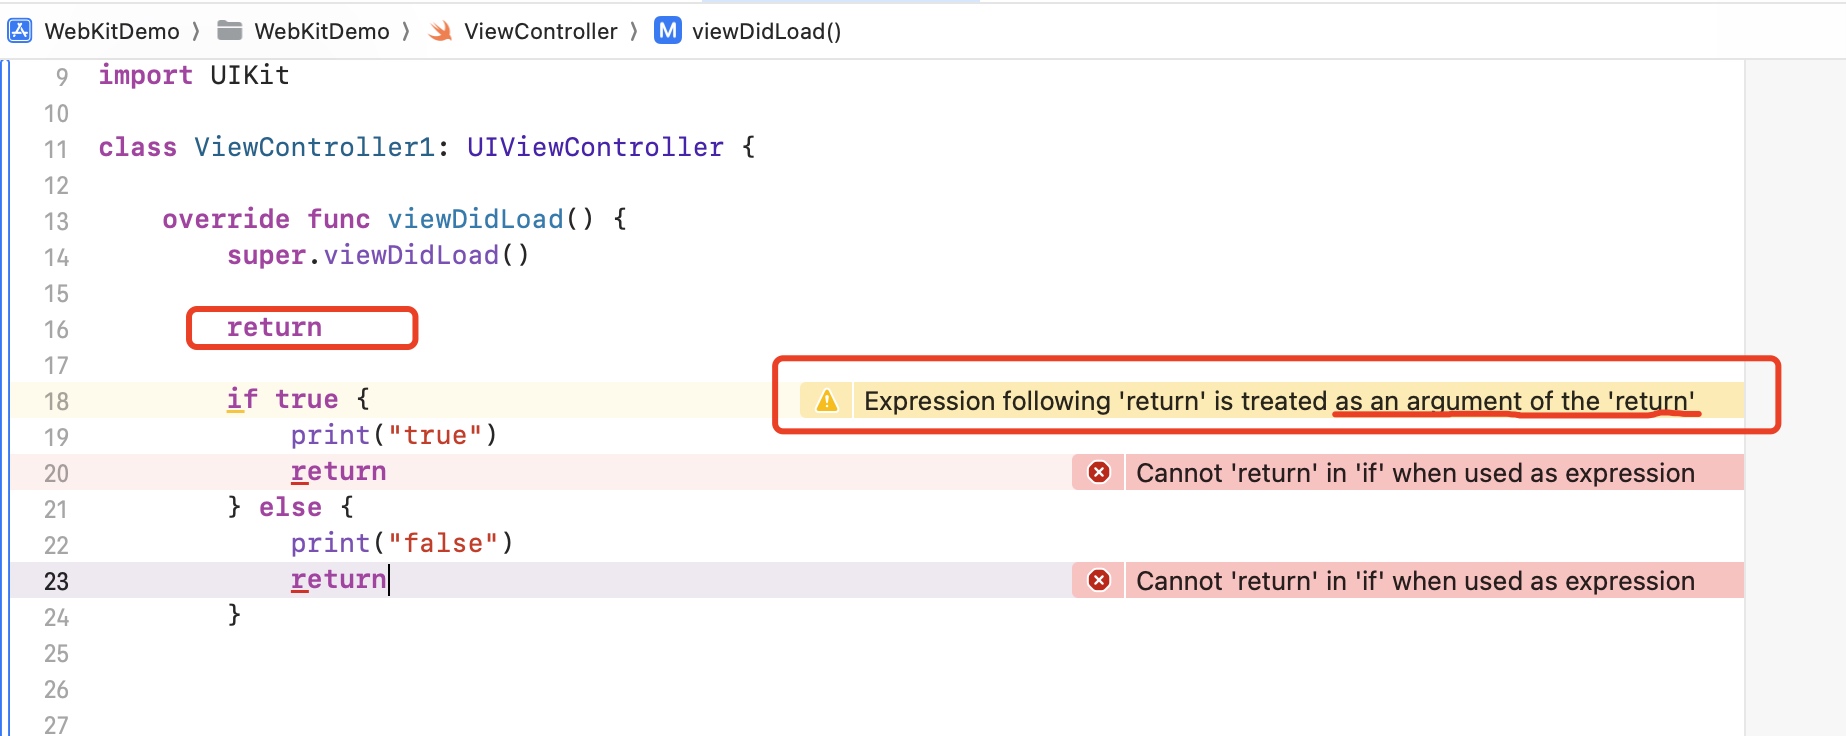 WebKitDemo 〉 WebKitDemo 〉 ViewController 〉 M viewDidLoad()
9 import UIKit
10
11 class ViewController1: UIViewController {
12
13 override func viewDidLoad() {
14 super.viewDidLoad()
15
16 return
17
18 if true { Expression following 'return' is treated as an argument of the 'return'
19 print("true")
20 return Cannot 'return' in 'if' when used as expression
21 } else {
22 print("false")
23 return Cannot 'return' in 'if' when used as expression
24 }
25
26
27